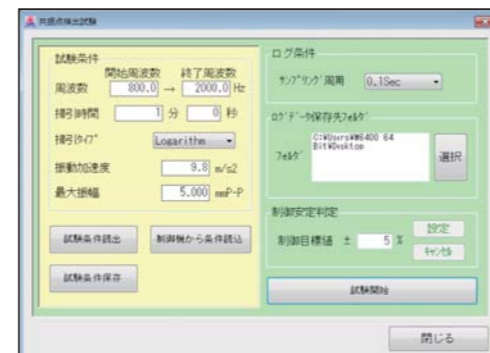 共振点検出試験
試験条件
開始周波数 終了周波数
周波数 800.0 → 2000.0 Hz
掃引時間 1 分 0 秒
掃引タイプ Logarithm
振動加速度 9.8 m/s2
最大振幅 5.000 mmP-P
試験条件読出
制御機から条件読込
試験条件保存
ログ条件
サンプリング周期 0.1Sec
ログデータ保存先フォルダ
フォルダ C:¥Users¥M6400 64
Bit¥Desktop
選択
制御安定判定
制御目標値 ± 5 %
設定
キャンセル
試験開始
閉じる